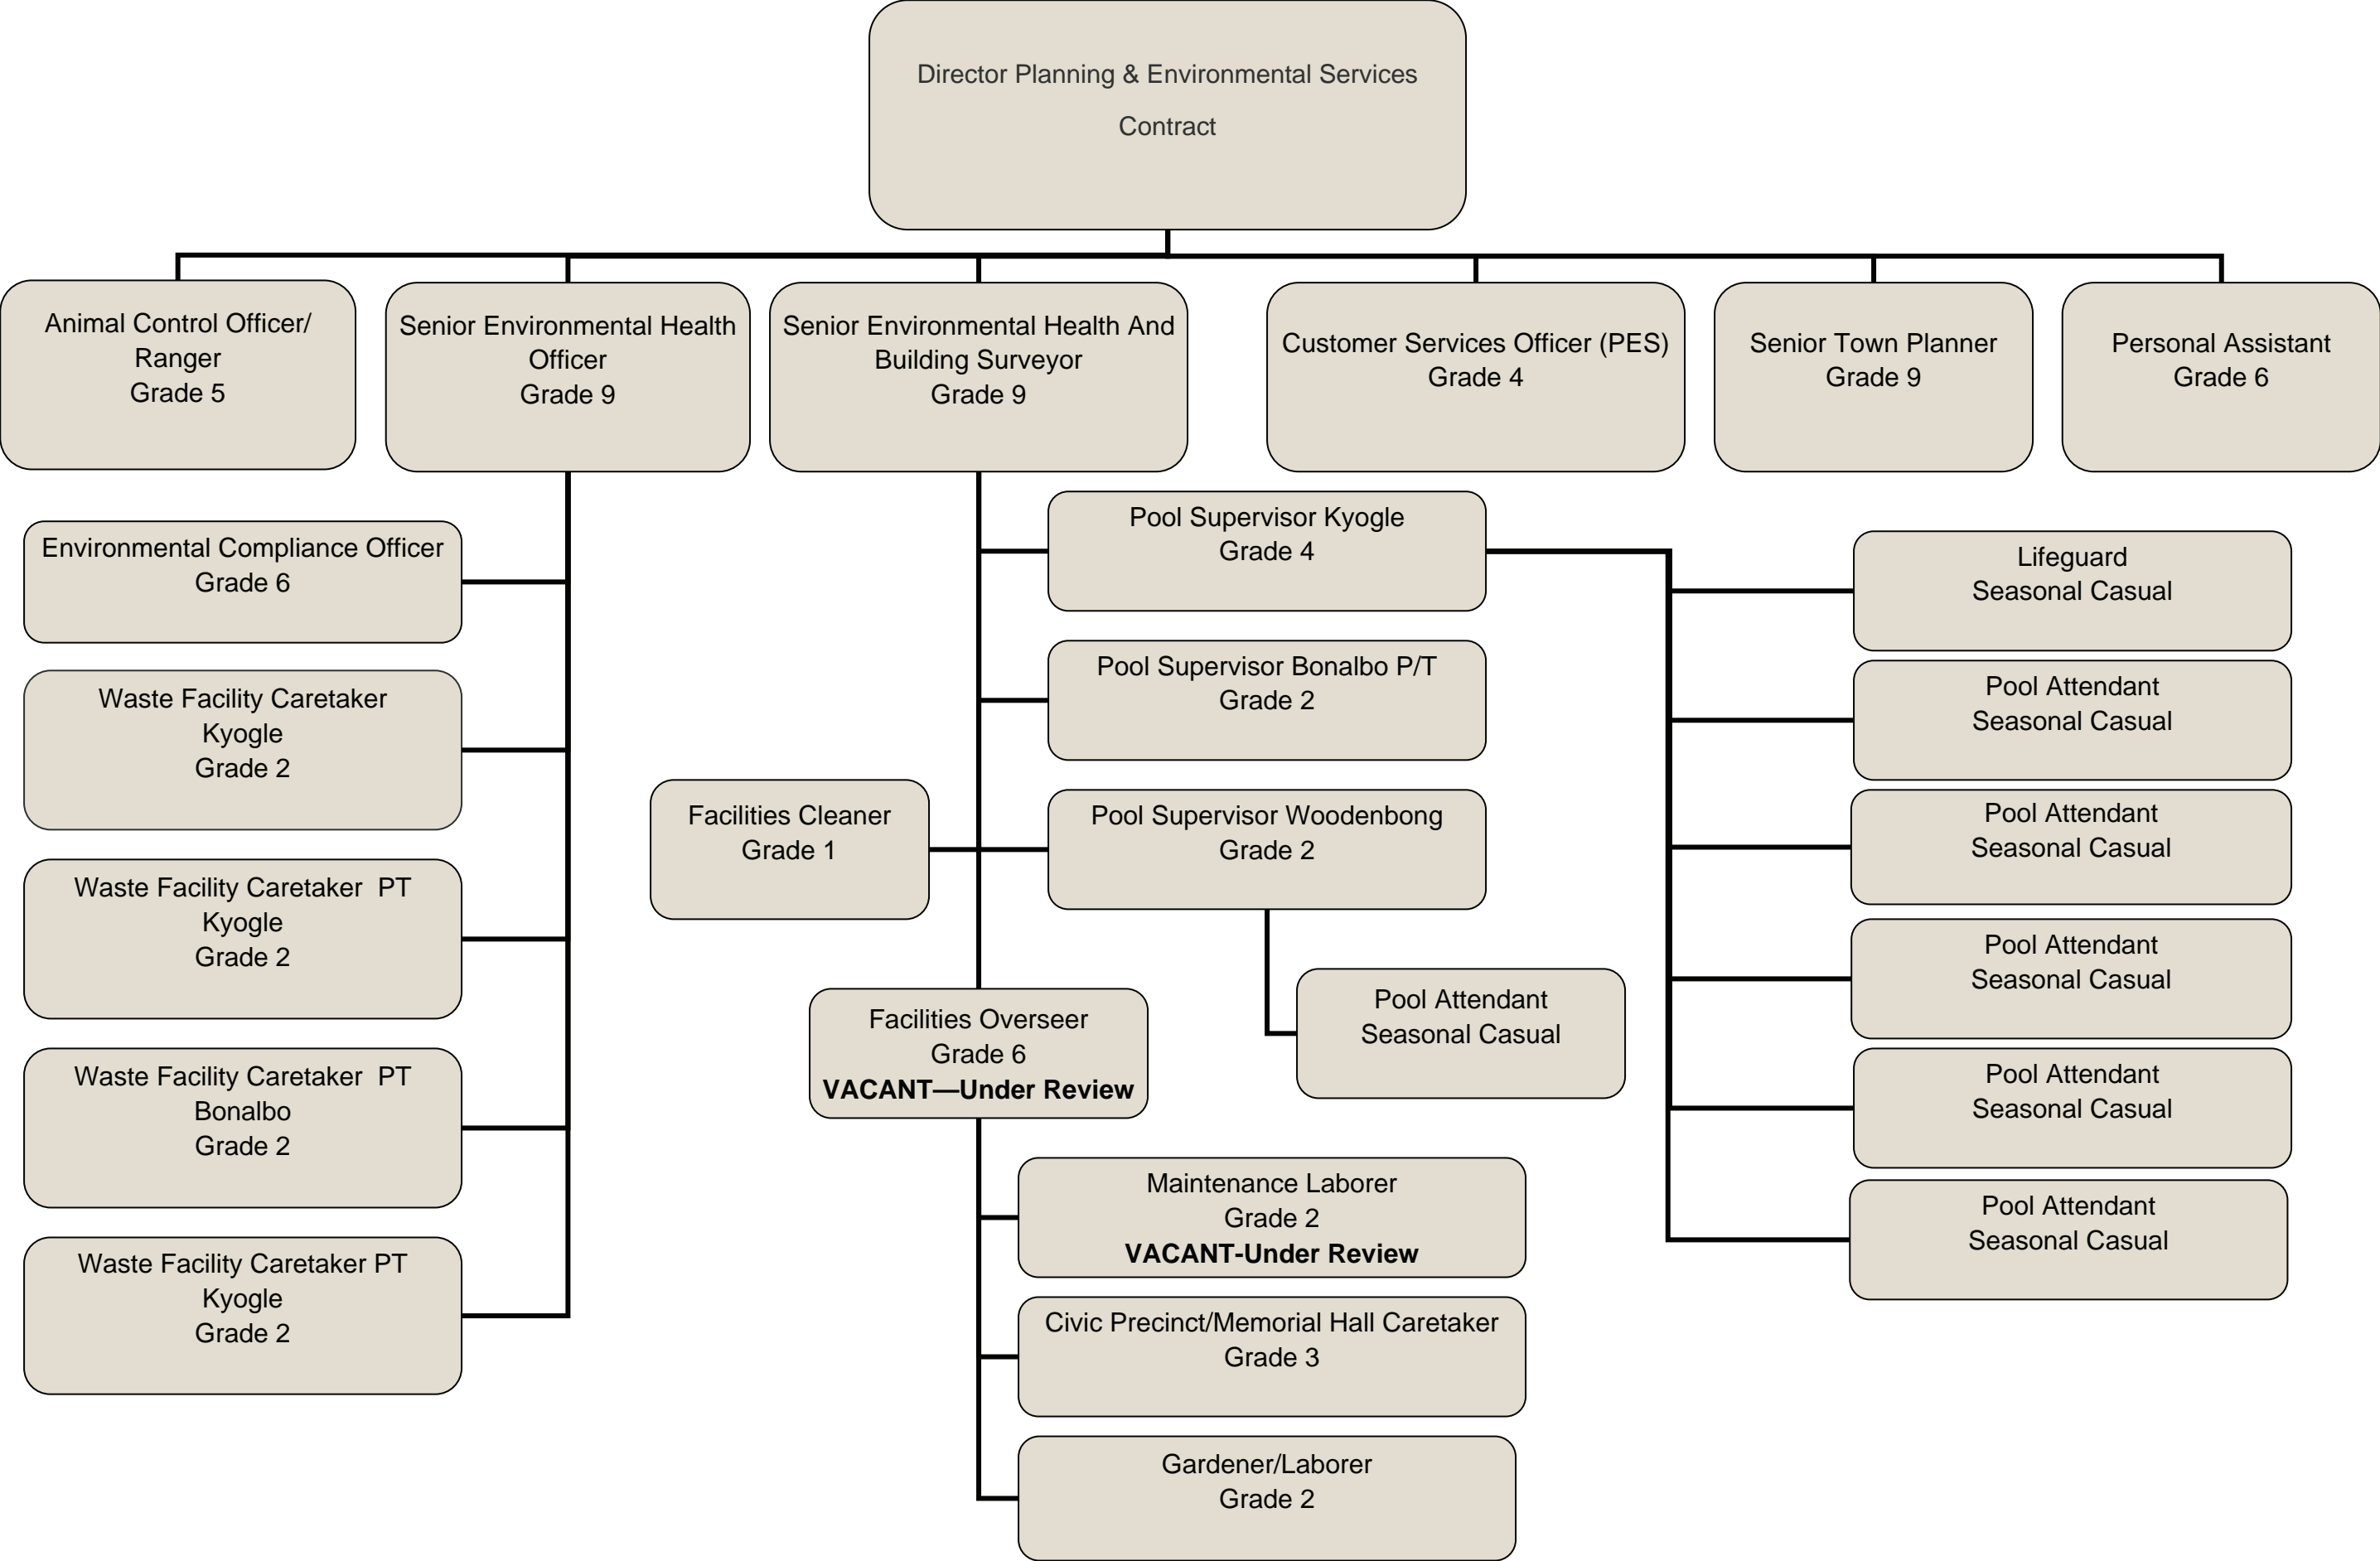 Director Planning & Environmental Services
Contract
Animal Control Officer/
Ranger
Grade 5
Senior Environmental Health
Officer
Grade 9
Senior Environmental Health And
Building Surveyor
Grade 9
Customer Services Officer (PES)
Grade 4
Senior Town Planner
Grade 9
Personal Assistant
Grade 6
Environmental Compliance Officer
Grade 6
Waste Facility Caretaker
Kyogle
Grade 2
Waste Facility Caretaker  PT
Kyogle
Grade 2
Waste Facility Caretaker  PT
Bonalbo
Grade 2
Waste Facility Caretaker PT
Kyogle
Grade 2
Pool Supervisor Kyogle
Grade 4
Pool Supervisor Bonalbo P/T
Grade 2
Facilities Cleaner
Grade 1
Pool Supervisor Woodenbong
Grade 2
Pool Attendant
Seasonal Casual
Facilities Overseer
Grade 6
VACANT—Under Review
Maintenance Laborer
Grade 2
VACANT-Under Review
Civic Precinct/Memorial Hall Caretaker
Grade 3
Gardener/Laborer
Grade 2
Lifeguard
Seasonal Casual
Pool Attendant
Seasonal Casual
Pool Attendant
Seasonal Casual
Pool Attendant
Seasonal Casual
Pool Attendant
Seasonal Casual
Pool Attendant
Seasonal Casual